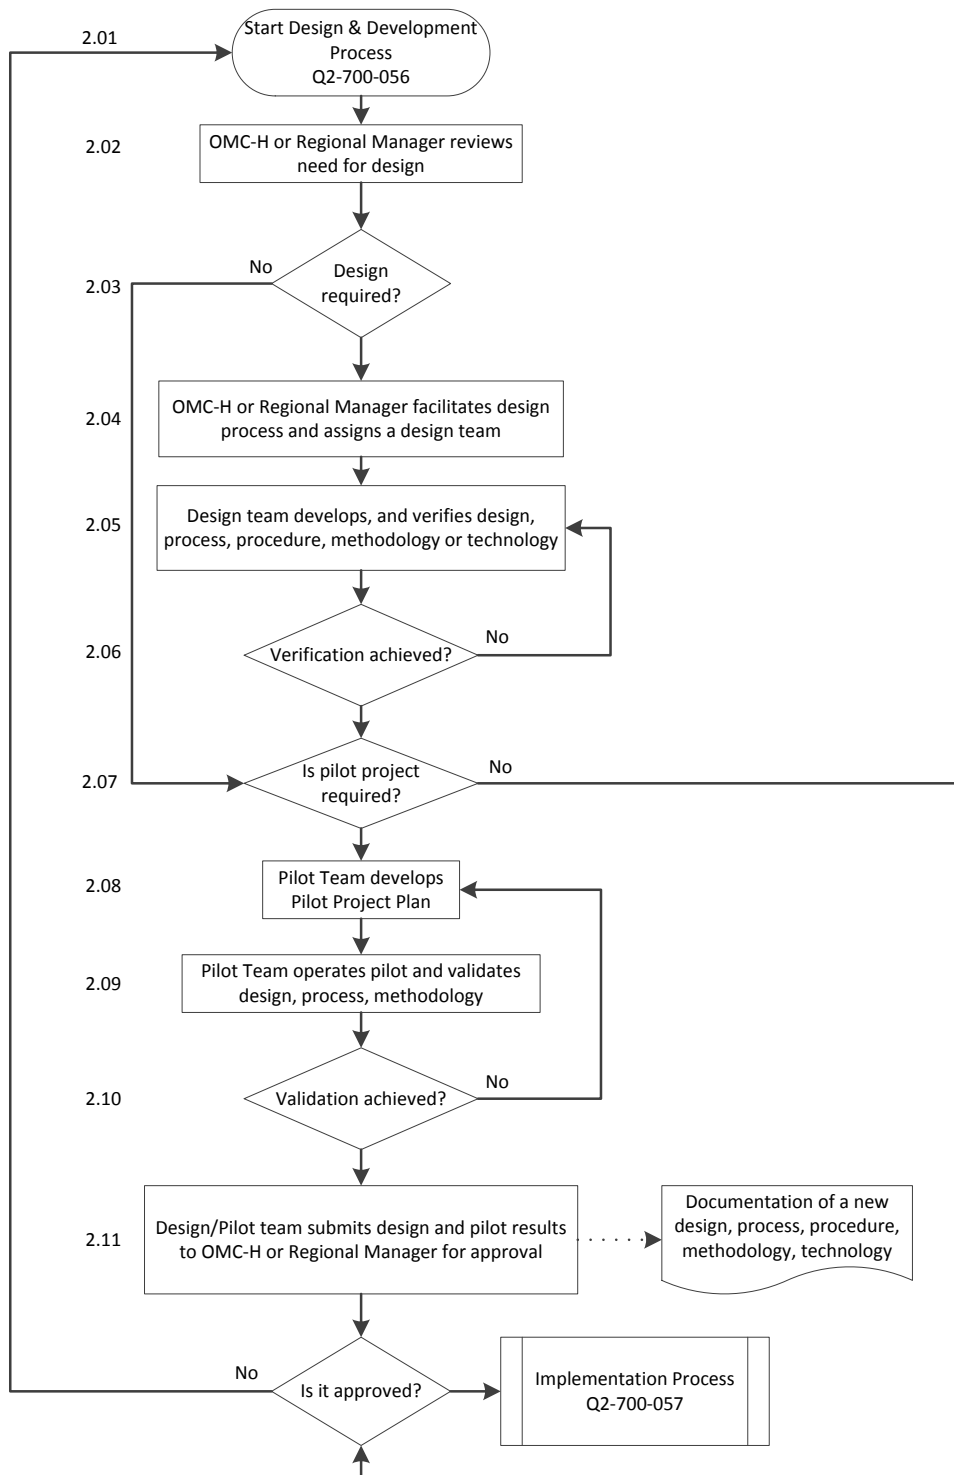 2.01
Start Design & Development
Process
Q2-700-056
2.02
OMC-H or Regional Manager reviews
need for design
No
2.03
Design
required?
2.04
OMC-H or Regional Manager facilitates design
process and assigns a design team
2.05
Design team develops, and verifies design,
process, procedure, methodology or technology
No
2.06
Verification achieved?
2.07
Is pilot project
required?
No
2.08
Pilot Team develops
Pilot Project Plan
2.09
Pilot Team operates pilot and validates
design, process, methodology
No
2.10
Validation achieved?
2.11
Design/Pilot team submits design and pilot results
to OMC-H or Regional Manager for approval
Documentation of a new
design, process, procedure,
methodology, technology
No
Is it approved?
Implementation Process
Q2-700-057